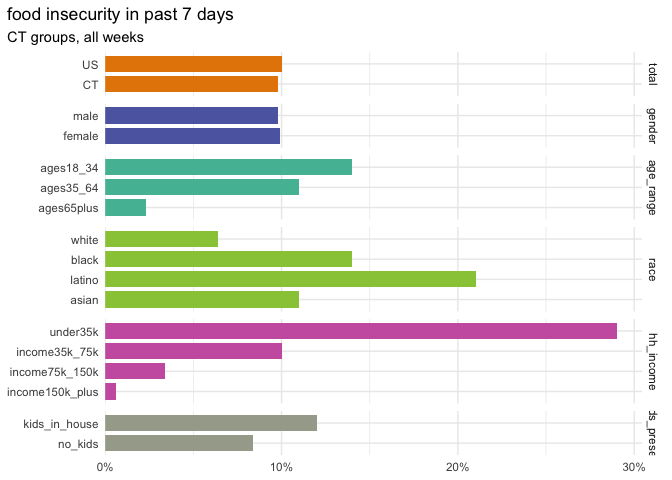 food insecurity in past 7 days
CT groups, all weeks
US
CT
total
male
female
gender
ages18_34
ages35_64
ages65plus
age_range
white
black
latino
asian
race
under35k
income35k_75k
income75k_150k
income150k_plus
hh_income
kids_in_house
no_kids
ds_prese
0%
10%
20%
30%